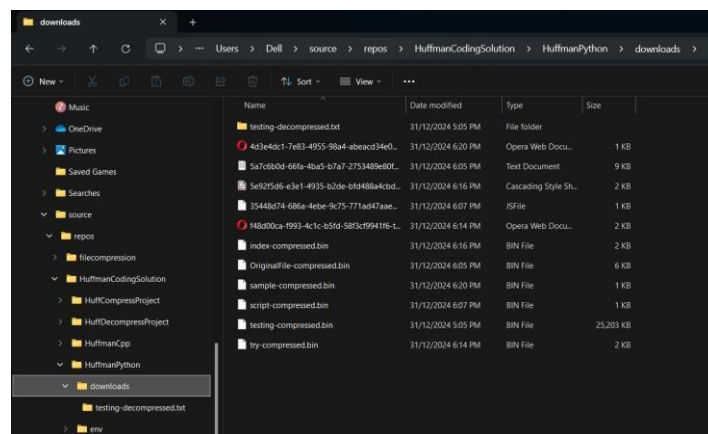 downloads
Users > Dell > source > repos > HuffmanCodingSolution > HuffmanPython > downloads >
New Sort View
Name Date modified Type Size
testing-decompressed.txt 31/12/2024 5:05 PM File folder
4d3e4dc1-7e83-4955-98a4-abeacd34e0... 31/12/2024 6:20 PM Opera Web Docu... 1 KB
5a7c6b0d-66fa-4ba5-b7a7-2753489e80f... 31/12/2024 6:05 PM Text Document 9 KB
5e92f5d6-e3e1-4935-b2de-bfd488a4cbd... 31/12/2024 6:16 PM Cascading Style Sh... 2 KB
35448d74-686a-4ebe-9c75-771ad47aae... 31/12/2024 6:07 PM JSFile 1 KB
f48d00ca-f993-4c1c-b5fd-58f3cf9941f6-t... 31/12/2024 6:14 PM Opera Web Docu... 2 KB
index-compressed.bin 31/12/2024 6:16 PM BIN File 2 KB
OriginalFile-compressed.bin 31/12/2024 6:05 PM BIN File 6 KB
sample-compressed.bin 31/12/2024 6:20 PM BIN File 1 KB
script-compressed.bin 31/12/2024 6:07 PM BIN File 1 KB
testing-compressed.bin 31/12/2024 5:05 PM BIN File 25,203 KB
try-compressed.bin 31/12/2024 6:14 PM BIN File 2 KB
Music
OneDrive
Pictures
Saved Games
Searches
source
repos
filecompression
HuffmanCodingSolution
HuffCompressProject
HuffDecompressProject
HuffmanCpp
HuffmanPython
downloads
testing-decompressed.txt
env